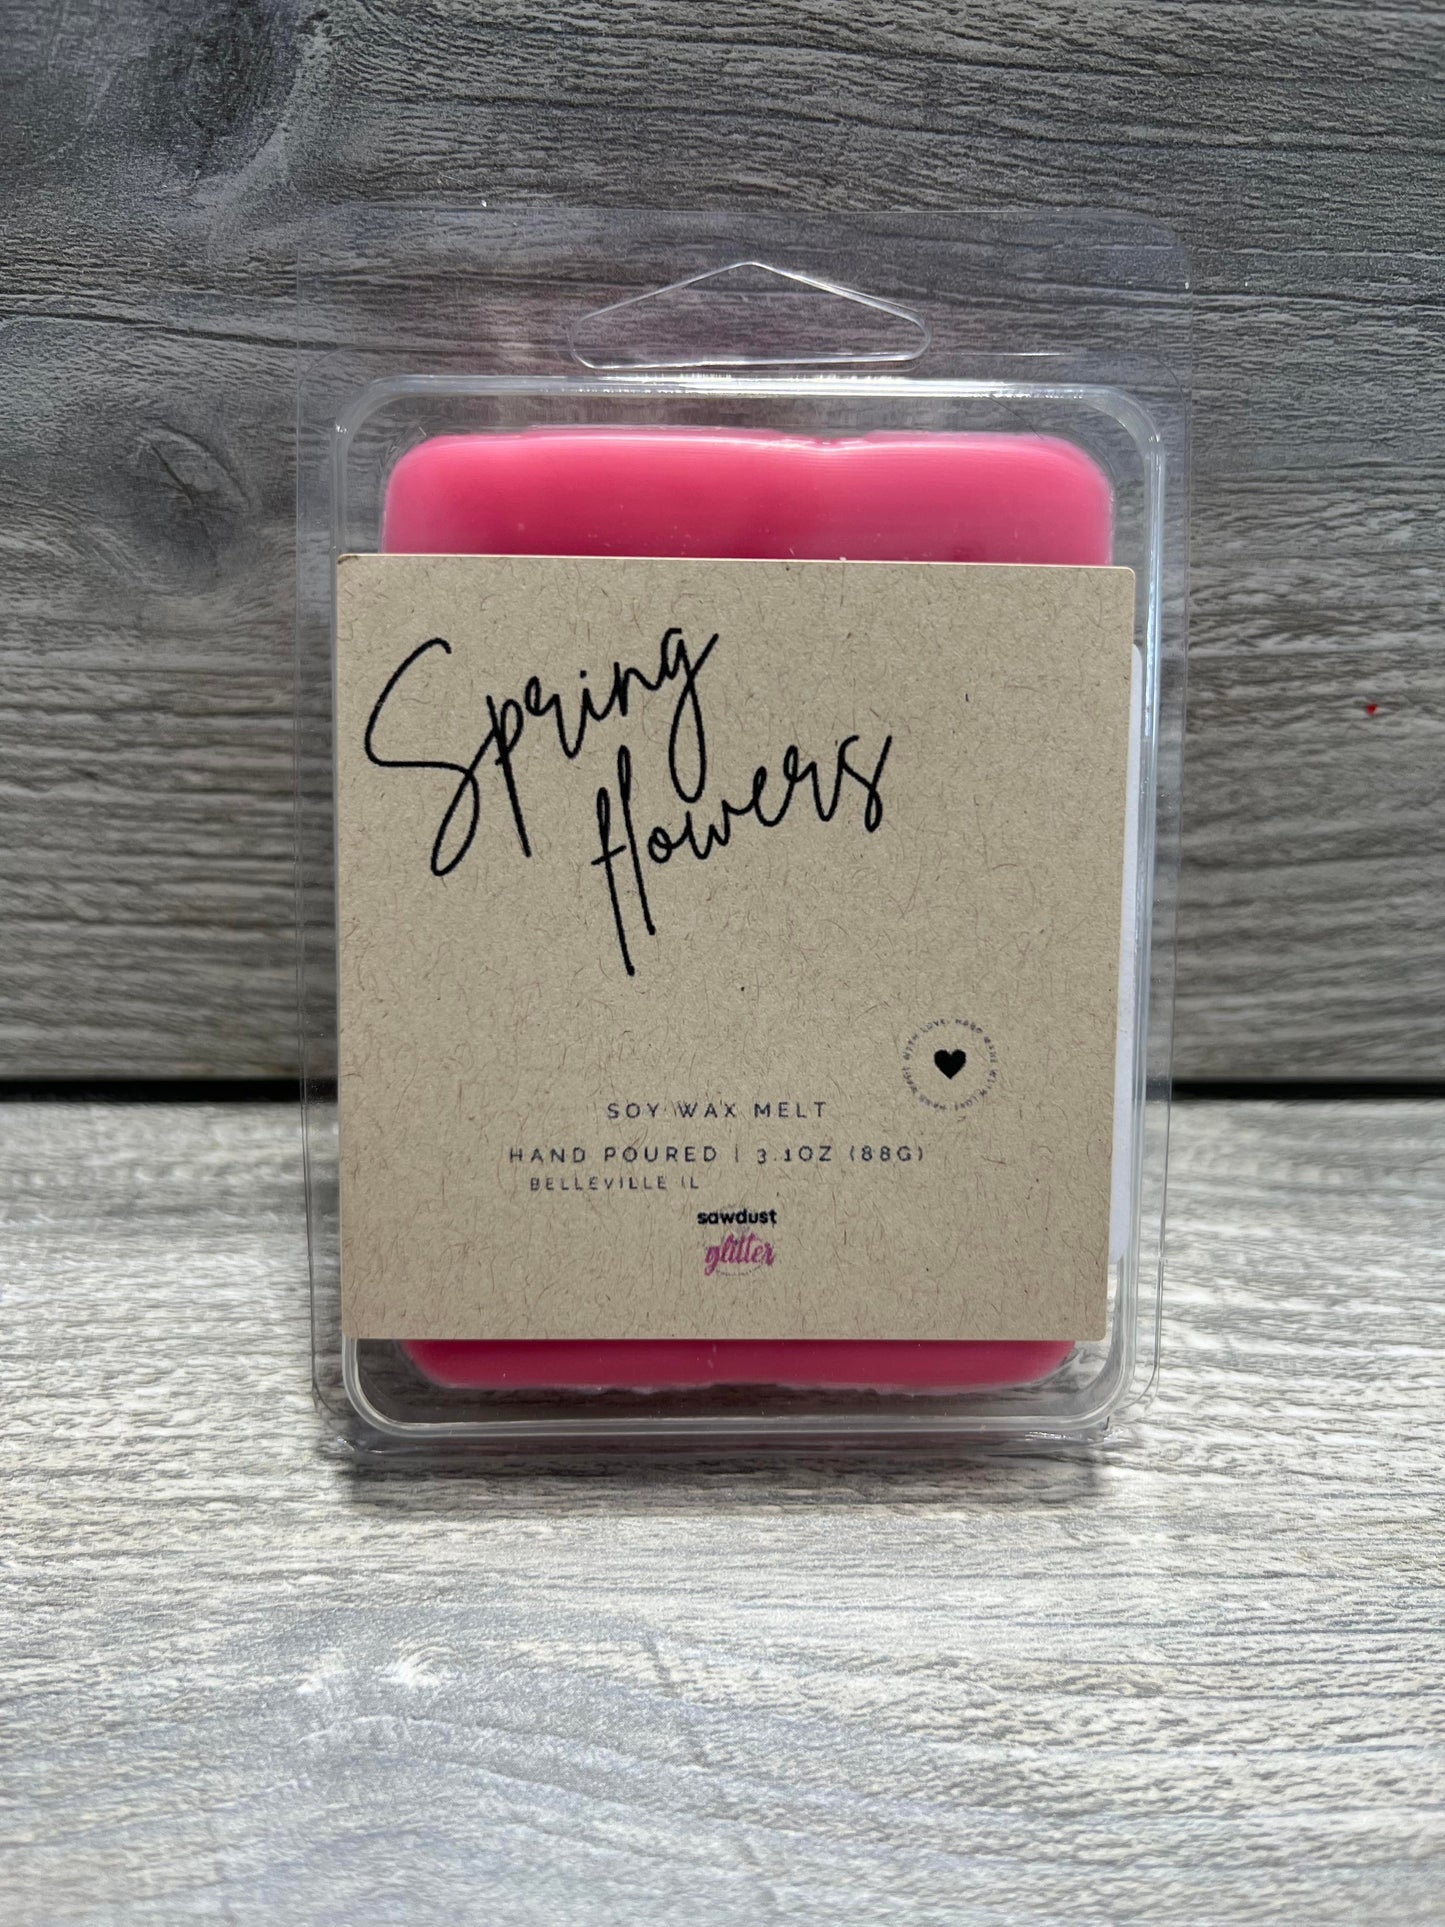 Spring
flowers
SOY WAX MELT
HAND POURED | 3.1OZ (88G)
BELLEVILLE IL
sawdust
glitter